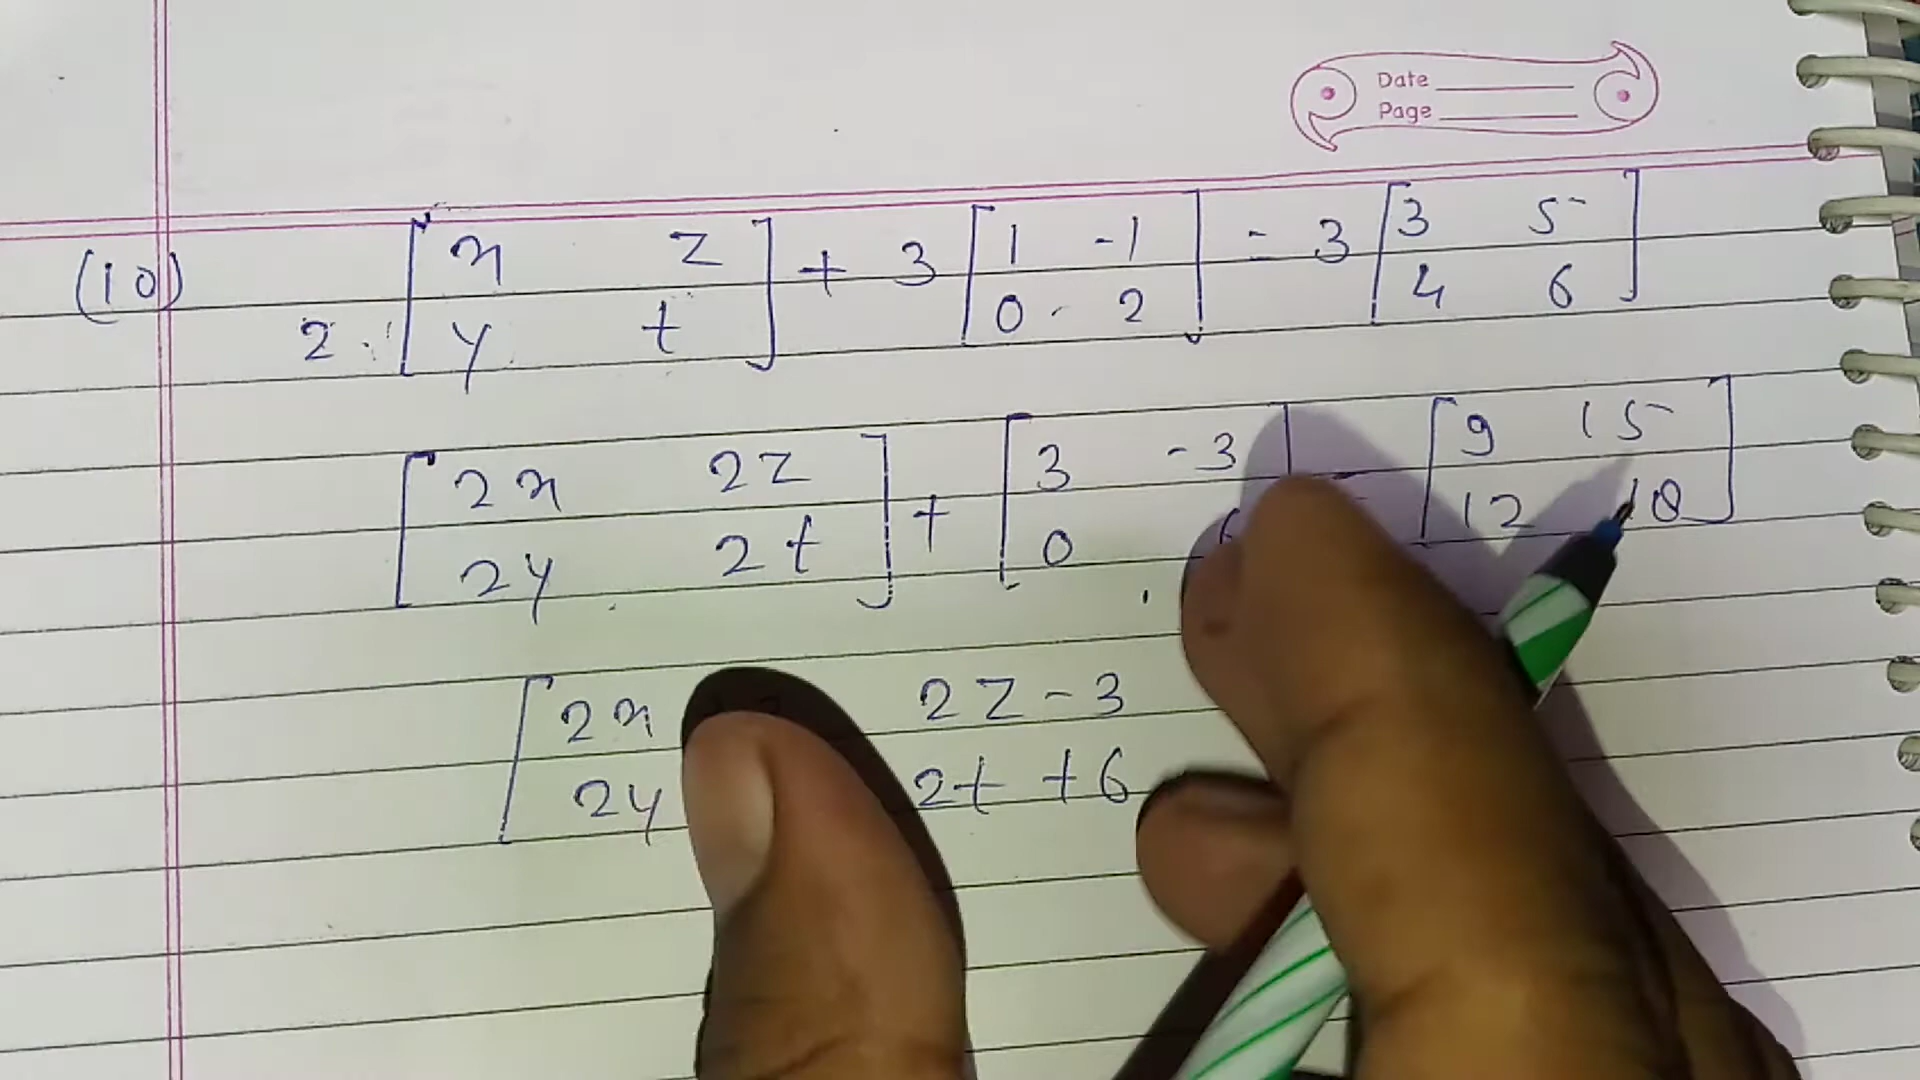 Date
Page
(10) 2. [x z; y t] + 3 [1 -1; 0 2] = 3 [3 5; 4 6]
[2x 2z; 2y 2t] + [3 -3; 0 6] = [9 15; 12 18]
[2x 2z-3; 2y 2t+6